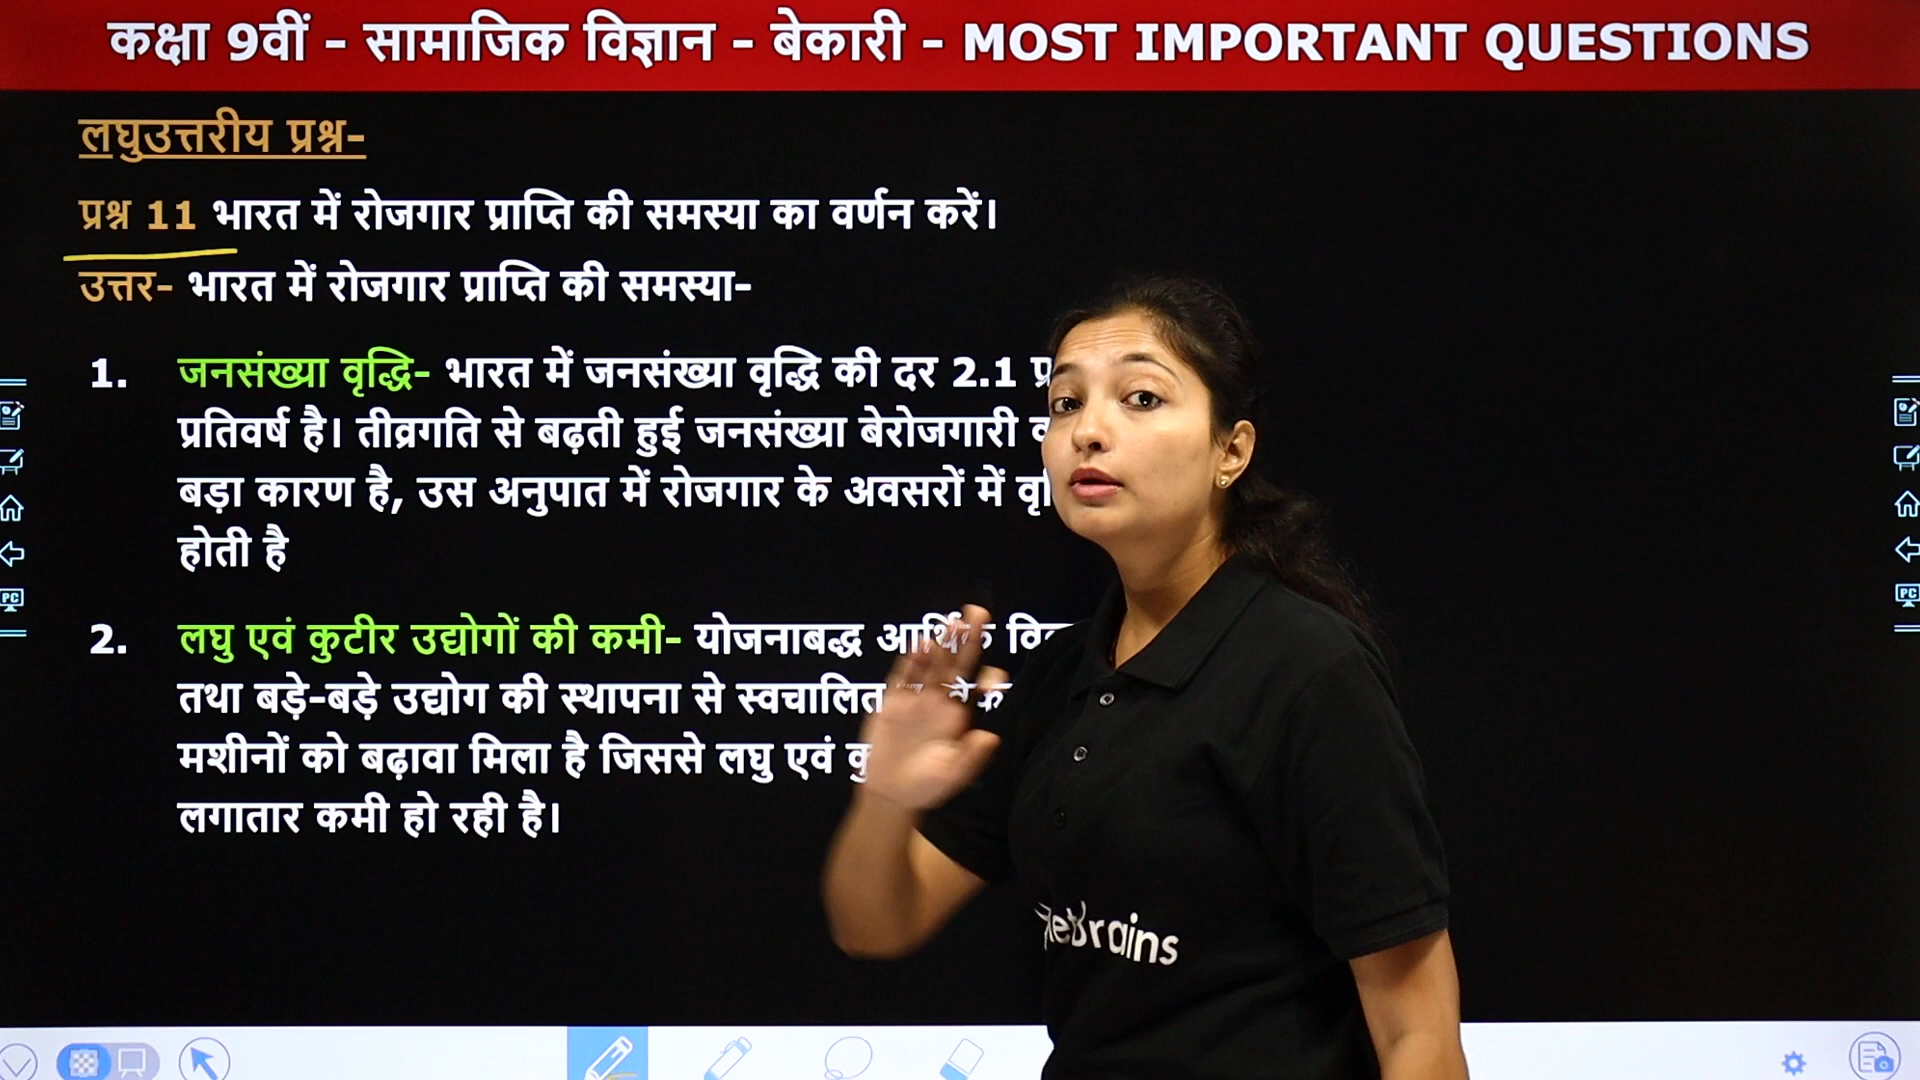 कक्षा 9वीं - सामाजिक विज्ञान - बेकारी - MOST IMPORTANT QUESTIONS
लघुउत्तरीय प्रश्न-
प्रश्न 11 भारत में रोजगार प्राप्ति की समस्या का वर्णन करें।
उत्तर- भारत में रोजगार प्राप्ति की समस्या-
1. जनसंख्या वृद्धि- भारत में जनसंख्या वृद्धि की दर 2.1
प्रतिवर्ष है। तीव्रगति से बढ़ती हुई जनसंख्या बेरोजगारी
बड़ा कारण है, उस अनुपात में रोजगार के अवसरों में
होती है
2. लघु एवं कुटीर उद्योगों की कमी- योजनाबद्ध आर्थिक
तथा बड़े-बड़े उद्योग की स्थापना से स्वचालित
मशीनों को बढ़ावा मिला है जिससे लघु एवं
लगातार कमी हो रही है।
PC
PC